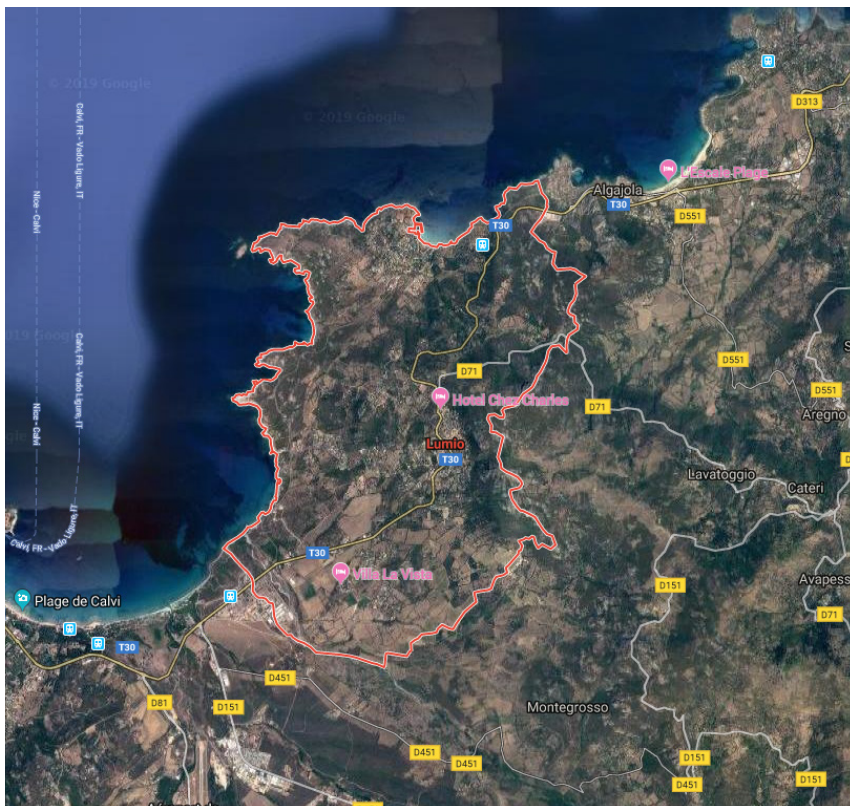 © 2019 Google
© 2019 Google
Calvi, FR - Vado Ligure, IT
Nice - Calvi
D313
L'Escale Plage
Algajola
T30
D551
T30
2019 Google
Calvi, FR - Vado Ligure, IT
Nice - Calvi
D551
D71
D551
Hotel Chez Charles
D71
Aregno
Lumio
T30
Lavatoggio
Cateri
Calvi, FR - Vado Ligure, IT
T30
Villa La Vista
D151
Avapess
Plage de Calvi
D71
T30
D451
D81
D151
Montegrosso
D451
D451
D151
D151